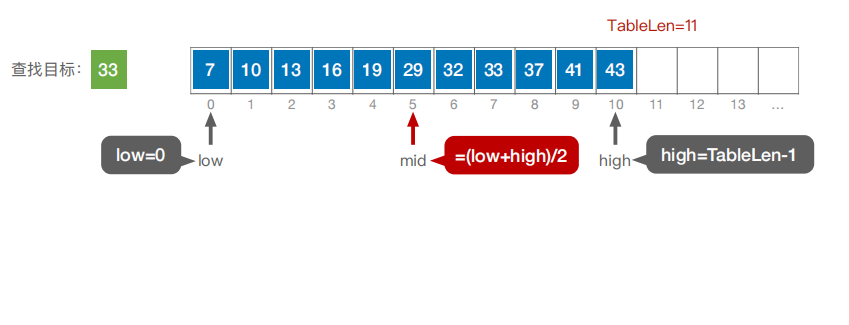 TableLen=11
查找目标： 33 7 10 13 16 19 29 32 33 37 41 43
0 1 2 3 4 5 6 7 8 9 10 11 12 13 ...
low=0 low mid =(low+high)/2 high high=TableLen-1